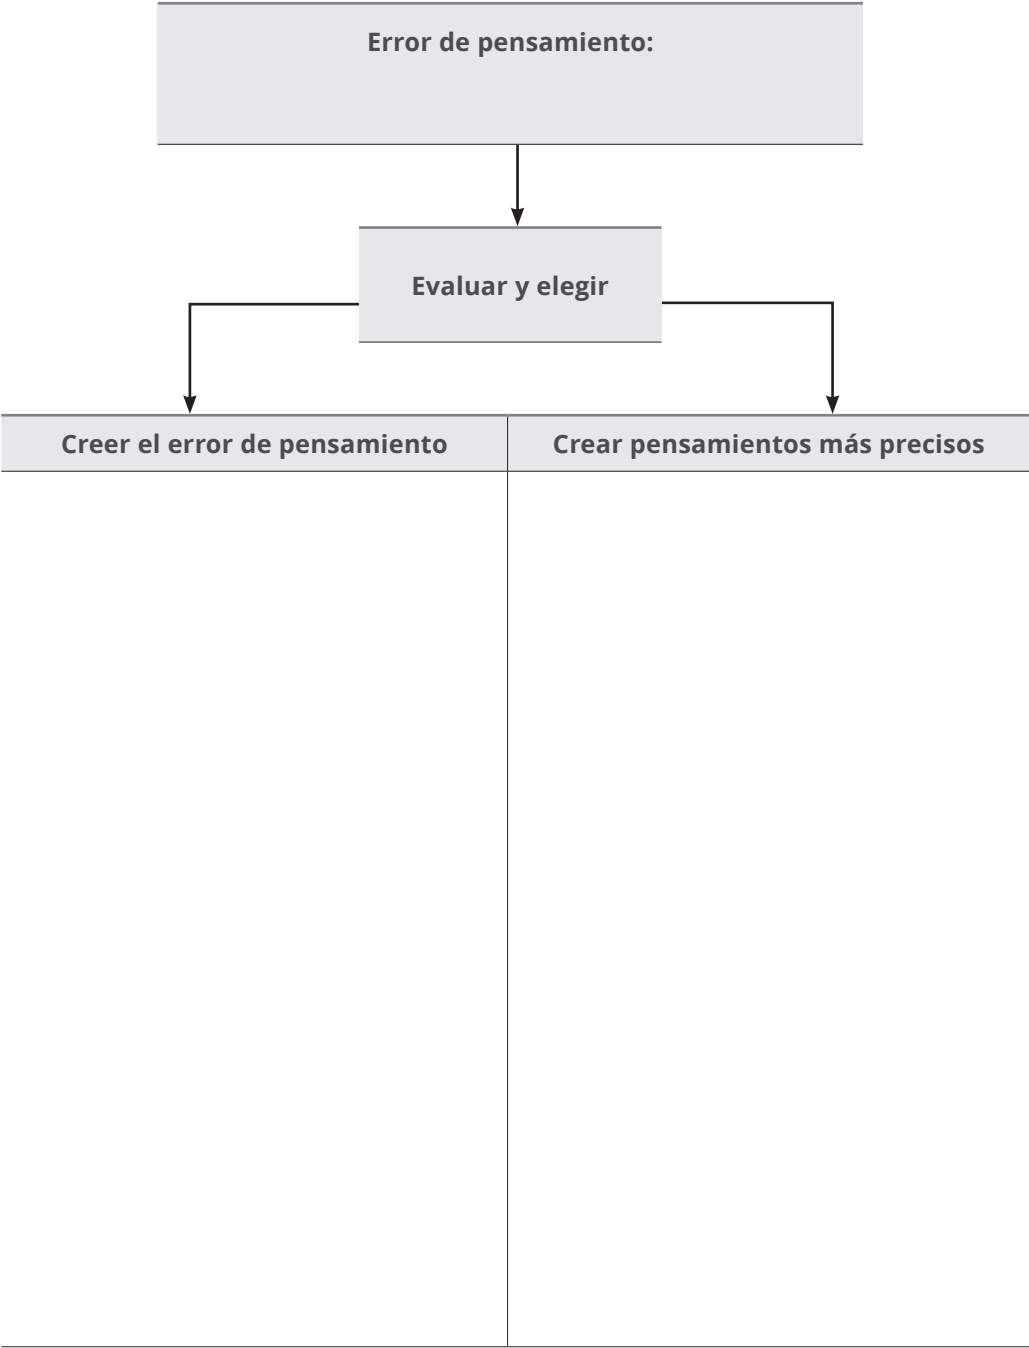 Error de pensamiento:
Evaluar y elegir
Creer el error de pensamiento
Crear pensamientos más precisos